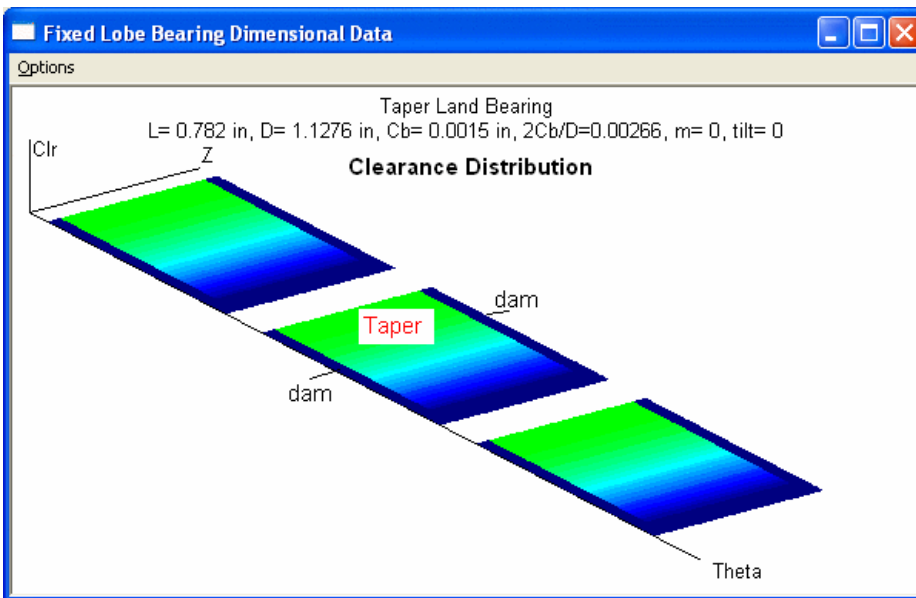 Fixed Lobe Bearing Dimensional Data
Options
Taper Land Bearing
L= 0.782 in, D= 1.1276 in, Cb= 0.0015 in, 2Cb/D=0.00266, m= 0, tilt= 0
Clr
Z
Clearance Distribution
dam
Taper
dam
Theta